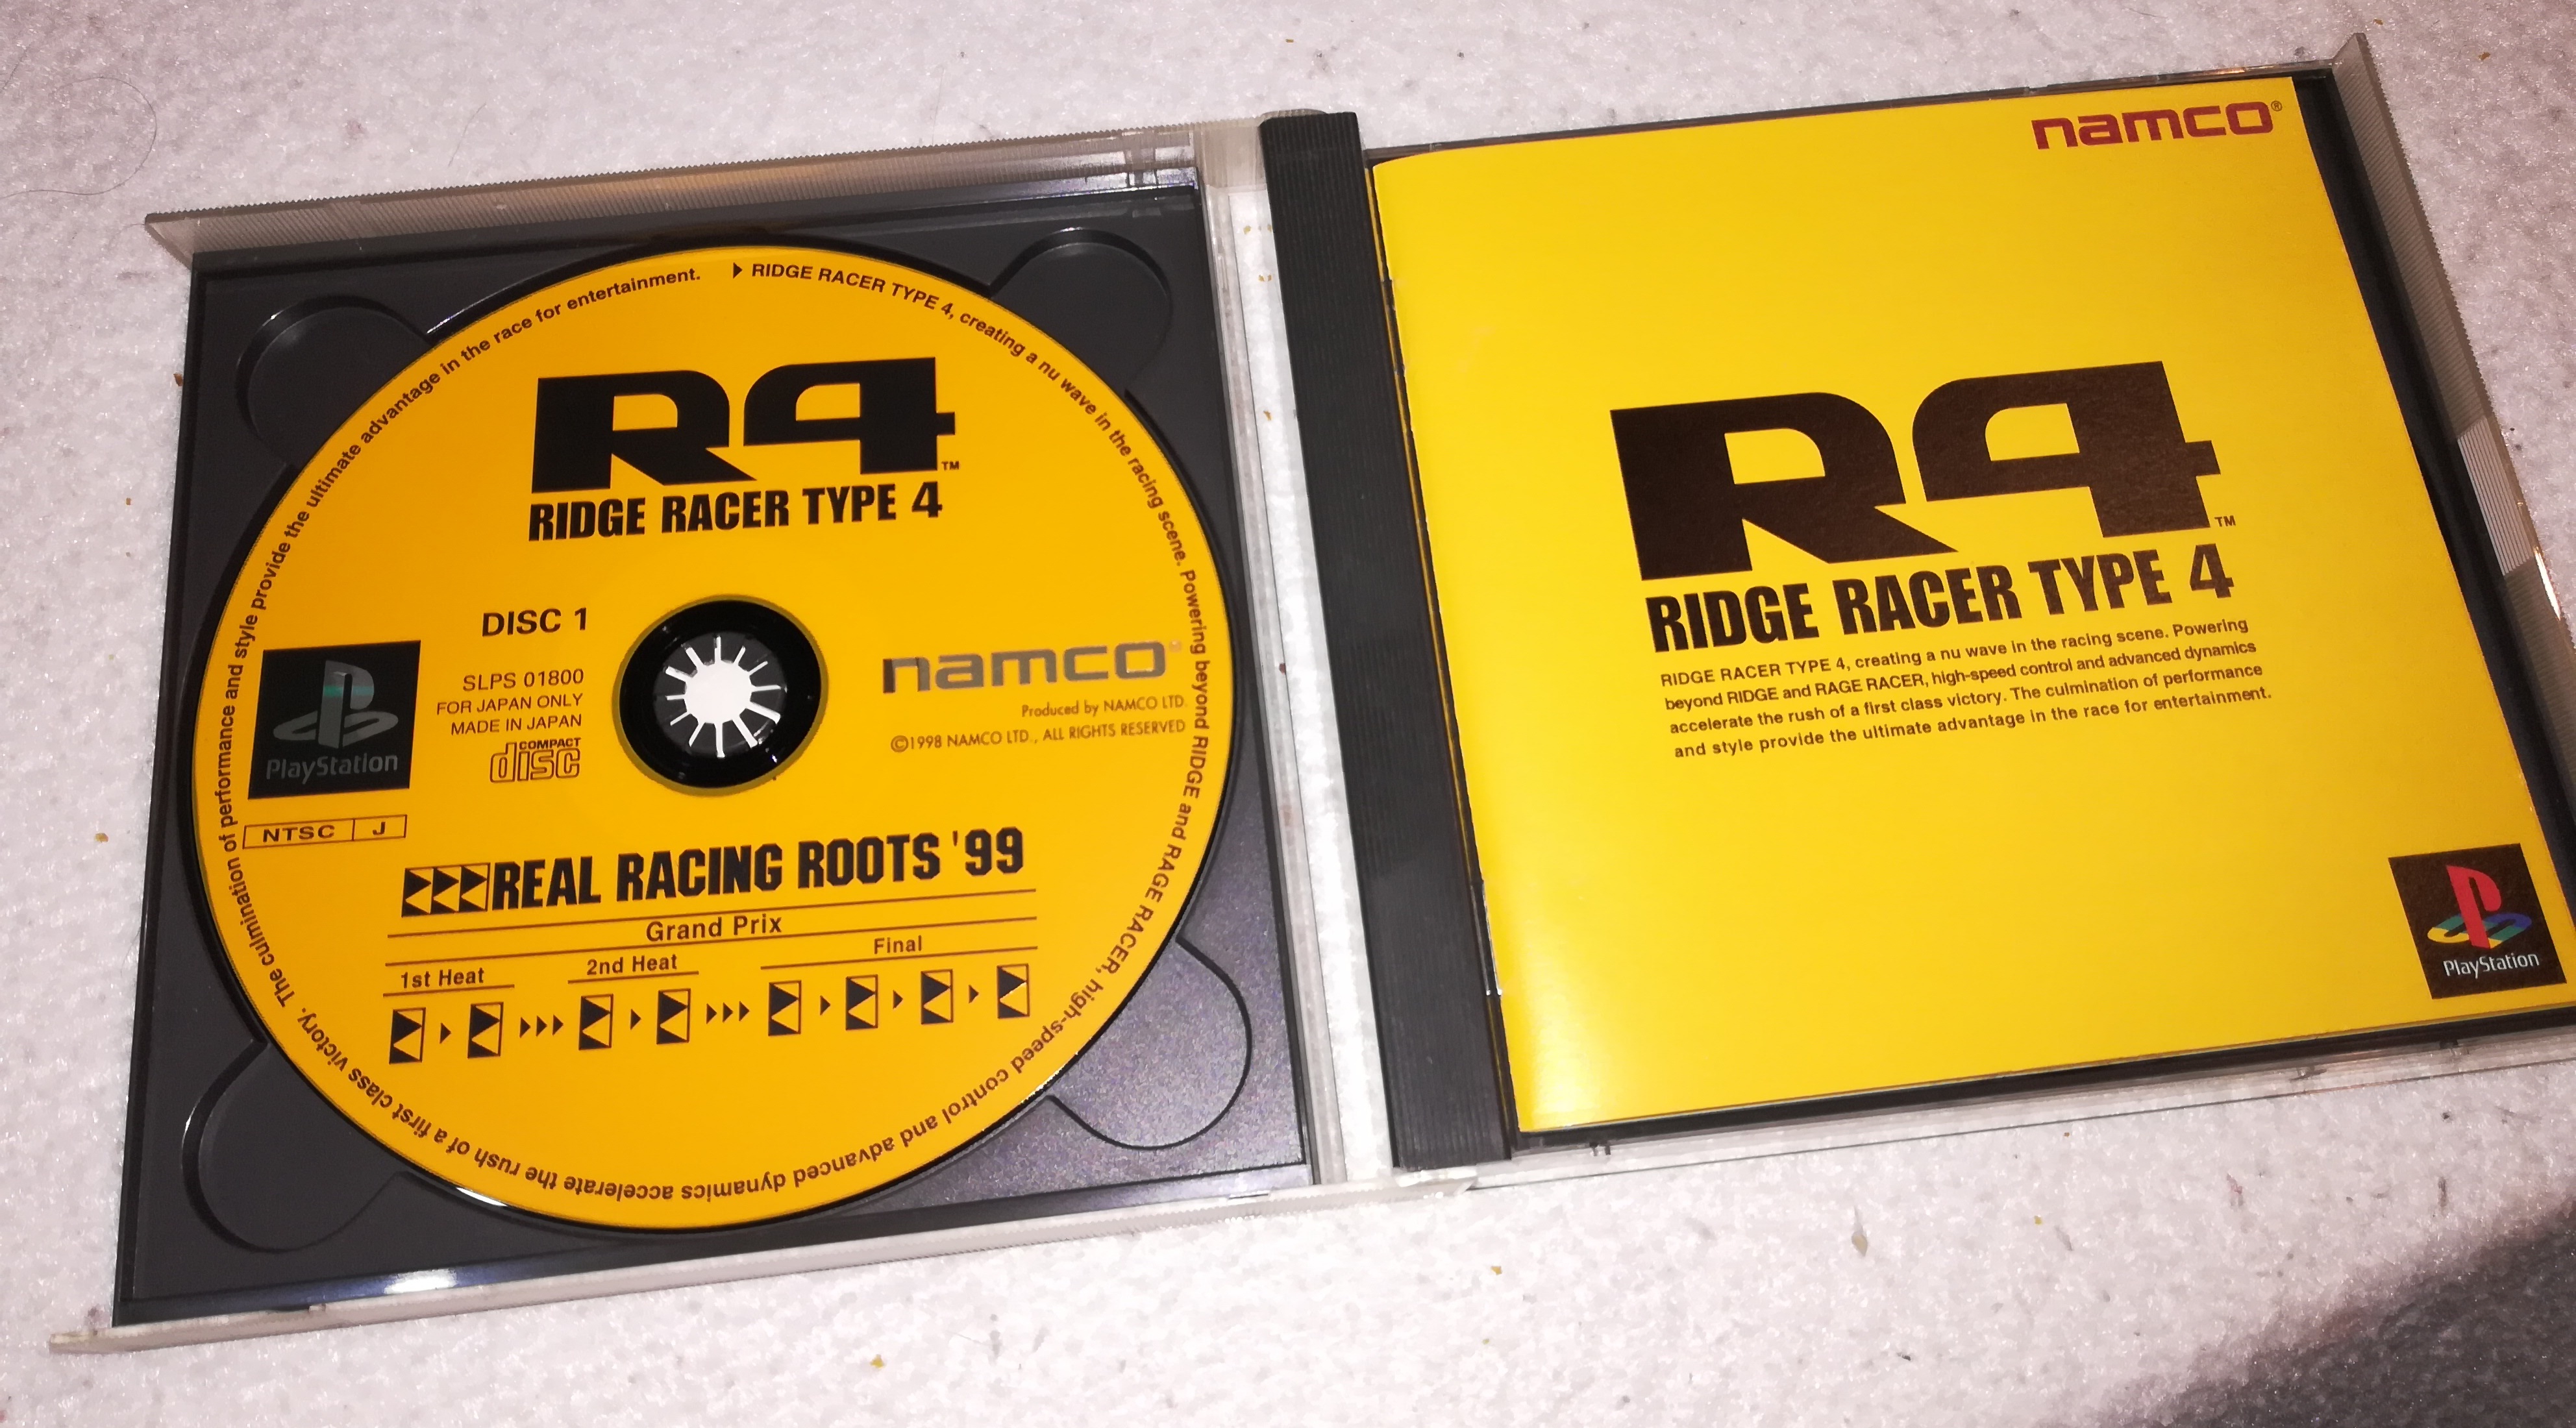 ▶ RIDGE RACER TYPE 4, creating a nu wave in the racing scene. Powering beyond RIDGE and RAGE RACER, high-speed control and advanced dynamics accelerate the rush of a first class victory. The culmination of performance and style provide the ultimate advantage in the race for entertainment.
R4™
RIDGE RACER TYPE 4
DISC 1
SLPS 01800
FOR JAPAN ONLY
MADE IN JAPAN
COMPACT
disc
PlayStation
NTSC J
namco®
Produced by NAMCO LTD.
©1998 NAMCO LTD., ALL RIGHTS RESERVED
REAL RACING ROOTS '99
Grand Prix
1st Heat 2nd Heat Final
namco®
R4™
RIDGE RACER TYPE 4
RIDGE RACER TYPE 4, creating a nu wave in the racing scene. Powering
beyond RIDGE and RAGE RACER, high-speed control and advanced dynamics
accelerate the rush of a first class victory. The culmination of performance
and style provide the ultimate advantage in the race for entertainment.
PlayStation